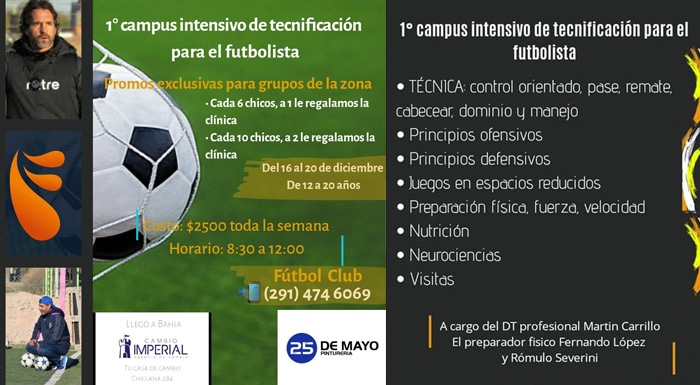 notre
1° campus intensivo de tecnificación
para el futbolista
Promos exclusivas para grupos de la zona
· Cada 6 chicos, a 1 le regalamos la
clínica
· Cada 10 chicos, a 2 le regalamos la
clínica
Del 16 al 20 de diciembre
De 12 a 20 años
Costo: $2500 toda la semana
Horario: 8:30 a 12:00
Fútbol Club
(291) 474 6069
Llego a Bahia
CAMBIO
IMPERIAL
Tu casa de cambio
Chiclana 284
25 DE MAYO
PINTURERIA
1° campus intensivo de tecnificación para el
futbolista
• TÉCNICA: control orientado, pase, remate,
cabecear, dominio y manejo
• Principios ofensivos
• Principios defensivos
• Juegos en espacios reducidos
• Preparación física, fuerza, velocidad
• Nutrición
• Neurociencias
• Visitas
A cargo del DT profesional Martin Carrillo
El preparador fisico Fernando López
y Rómulo Severini